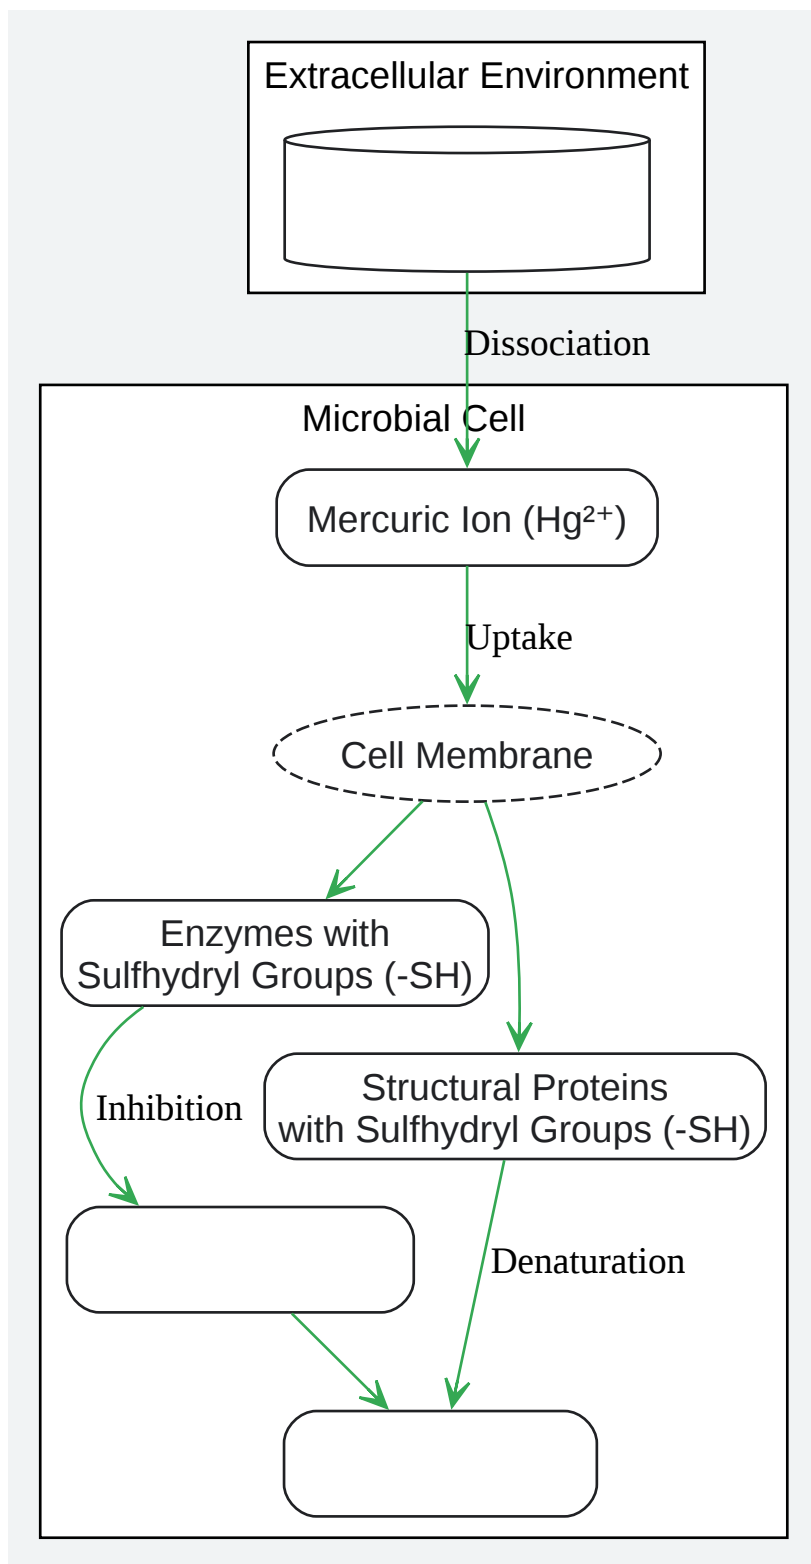 Extracellular Environment
Dissociation
Microbial Cell
Mercuric Ion (Hg²⁺)
Uptake
Cell Membrane
Enzymes with
Sulfhydryl Groups (-SH)
Structural Proteins
with Sulfhydryl Groups (-SH)
Inhibition
Denaturation